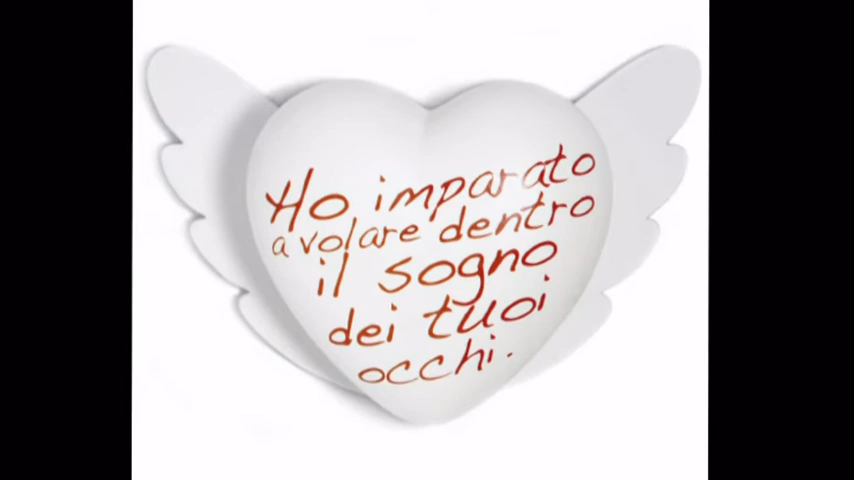 Ho imparato
a volare dentro
il sogno
dei tuoi
occhi.